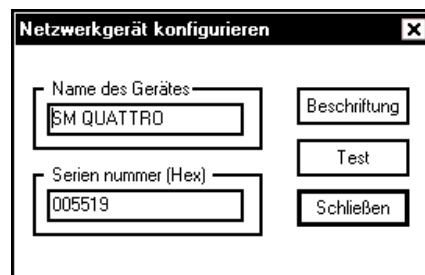 Netzwerkgerät konfigurieren
Name des Gerätes
SM QUATTRO
Serien nummer (Hex)
005519
Beschriftung
Test
Schließen